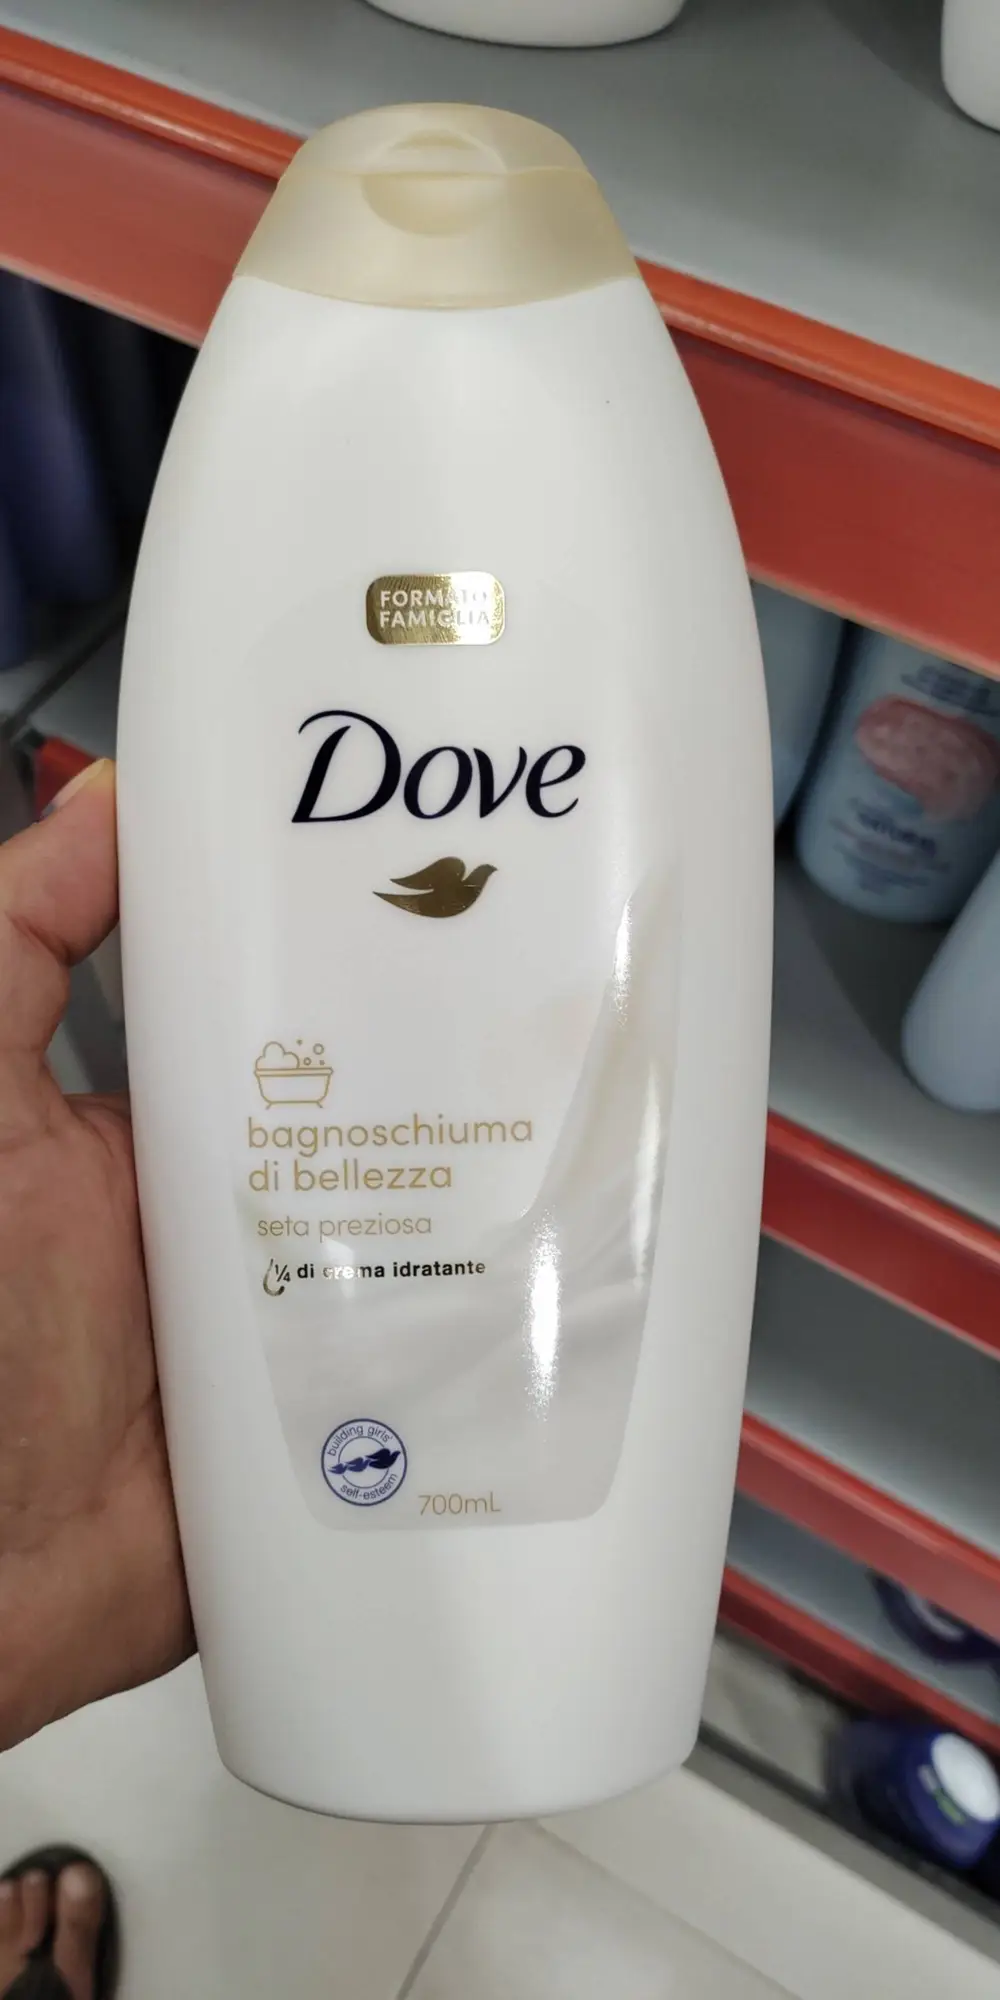 FORMATO
FAMIGLIA
Dove
bagnoschiuma
di bellezza
seta preziosa
¼ di crema idratante
building girls'
self-esteem
700mL